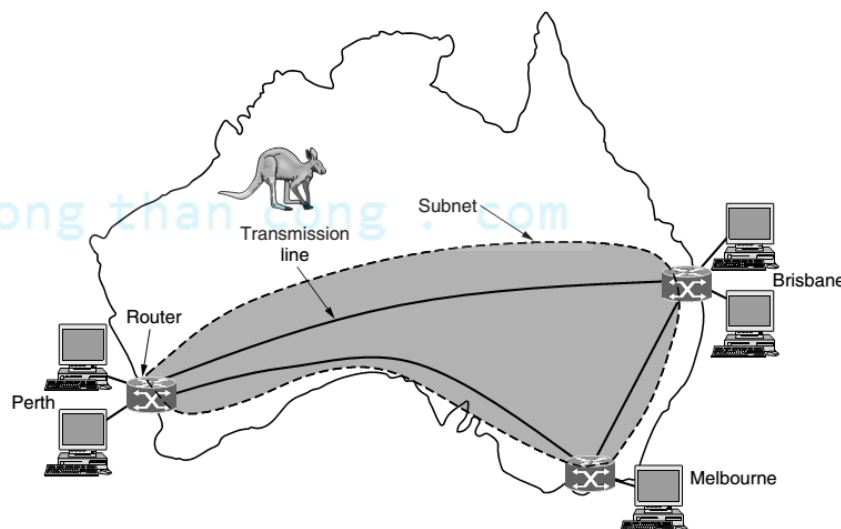 ong than cong . com
Subnet
Transmission
line
Brisbane
Router
Perth
Melbourne